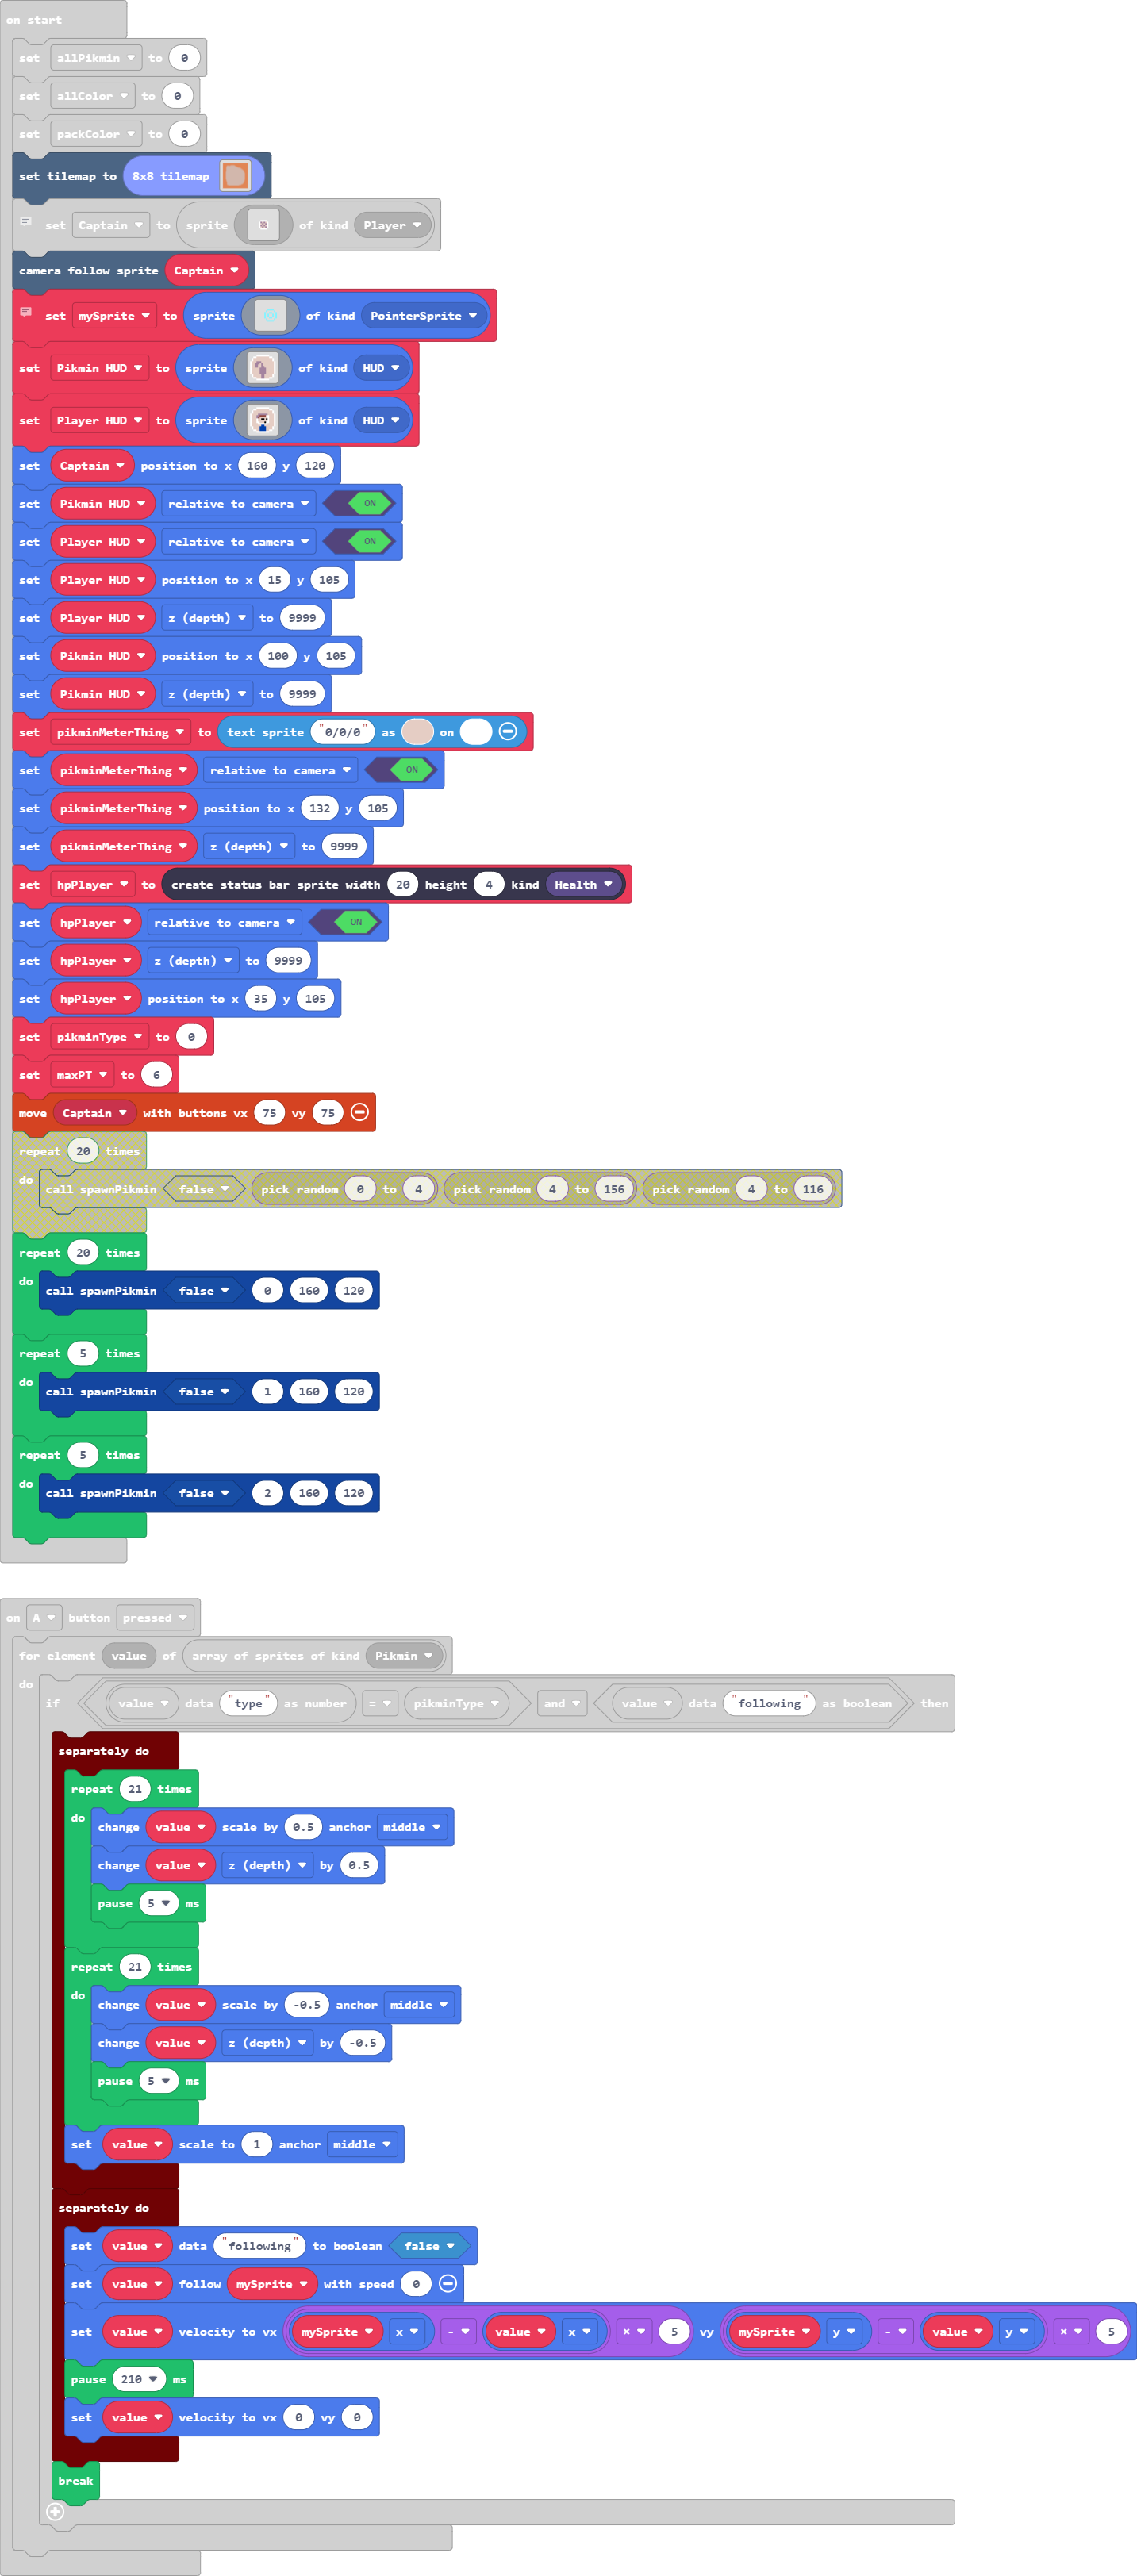 on start
set allPikmin to 0
set allColor to 0
set packColor to 0
set tilemap to 8x8 tilemap
set Captain to sprite of kind Player
camera follow sprite Captain
set mySprite to sprite of kind PointerSprite
set Pikmin HUD to sprite of kind HUD
set Player HUD to sprite of kind HUD
set Captain position to x 160 y 120
set Pikmin HUD relative to camera ON
set Player HUD relative to camera ON
set Player HUD position to x 15 y 105
set Player HUD z (depth) to 9999
set Pikmin HUD position to x 100 y 105
set Pikmin HUD z (depth) to 9999
set pikminMeterThing to text sprite "0/0/0" as on
set pikminMeterThing relative to camera ON
set pikminMeterThing position to x 132 y 105
set pikminMeterThing z (depth) to 9999
set hpPlayer to create status bar sprite width 20 height 4 kind Health
set hpPlayer relative to camera ON
set hpPlayer z (depth) to 9999
set hpPlayer position to x 35 y 105
set pikminType to 0
set maxPT to 6
move Captain with buttons vx 75 vy 75
repeat 20 times
do call spawnPikmin false pick random 0 to 4 pick random 4 to 156 pick random 4 to 116
repeat 20 times
do call spawnPikmin false 0 160 120
repeat 5 times
do call spawnPikmin false 1 160 120
repeat 5 times
do call spawnPikmin false 2 160 120
on A button pressed
for element value of array of sprites of kind Pikmin
do if value data "type" as number = pikminType and value data "following" as boolean then
separately do
repeat 21 times
do change value scale by 0.5 anchor middle
change value z (depth) by 0.5
pause 5 ms
repeat 21 times
do change value scale by -0.5 anchor middle
change value z (depth) by -0.5
pause 5 ms
set value scale to 1 anchor middle
separately do
set value data "following" to boolean false
set value follow mySprite with speed 0
set value velocity to vx mySprite x - value x × 5 vy mySprite y - value y × 5
pause 210 ms
set value velocity to vx 0 vy 0
break